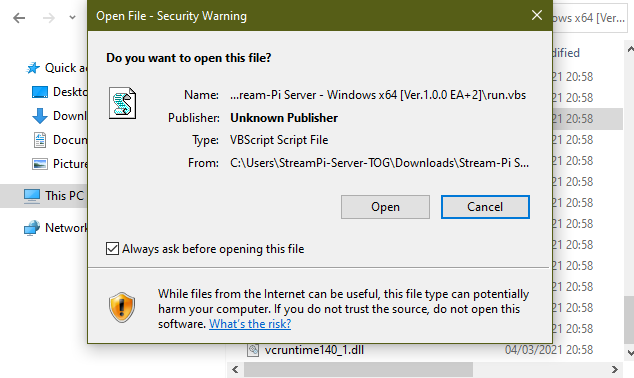 Open File - Security Warning
ows x64 [Ver...
Quick ac
Deskto
Downl
Docun
Picture
This PC
Network
Do you want to open this file?
Name: ...ream-Pi Server - Windows x64 [Ver.1.0.0 EA+2]\run.vbs
Publisher: Unknown Publisher
Type: VBScript Script File
From: C:\Users\StreamPi-Server-TOG\Downloads\Stream-Pi S...
Open
Cancel
Always ask before opening this file
While files from the Internet can be useful, this file type can potentially
harm your computer. If you do not trust the source, do not open this
software. What's the risk?
odified
21 20:58
21 20:58
21 20:58
21 20:58
21 20:58
21 20:58
21 20:58
21 20:58
21 20:58
21 20:58
21 20:58
21 20:58
21 20:58
vcruntime140_1.dll 04/03/2021 20:58